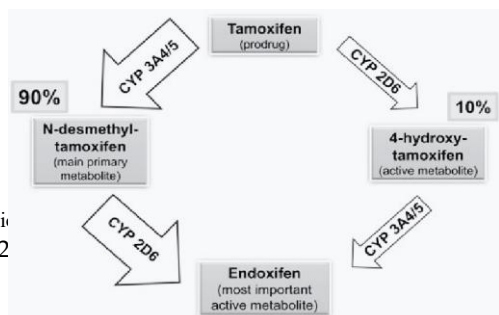 Tamoxifen
(prodrug)
CYP 3A4/5
CYP 2D6
90%
10%
N-desmethyl-
tamoxifen
(main primary
metabolite)
4-hydroxy-
tamoxifen
(active metabolite)
CYP 2D6
CYP 3A4/5
2
Endoxifen
(most important
active metabolite)